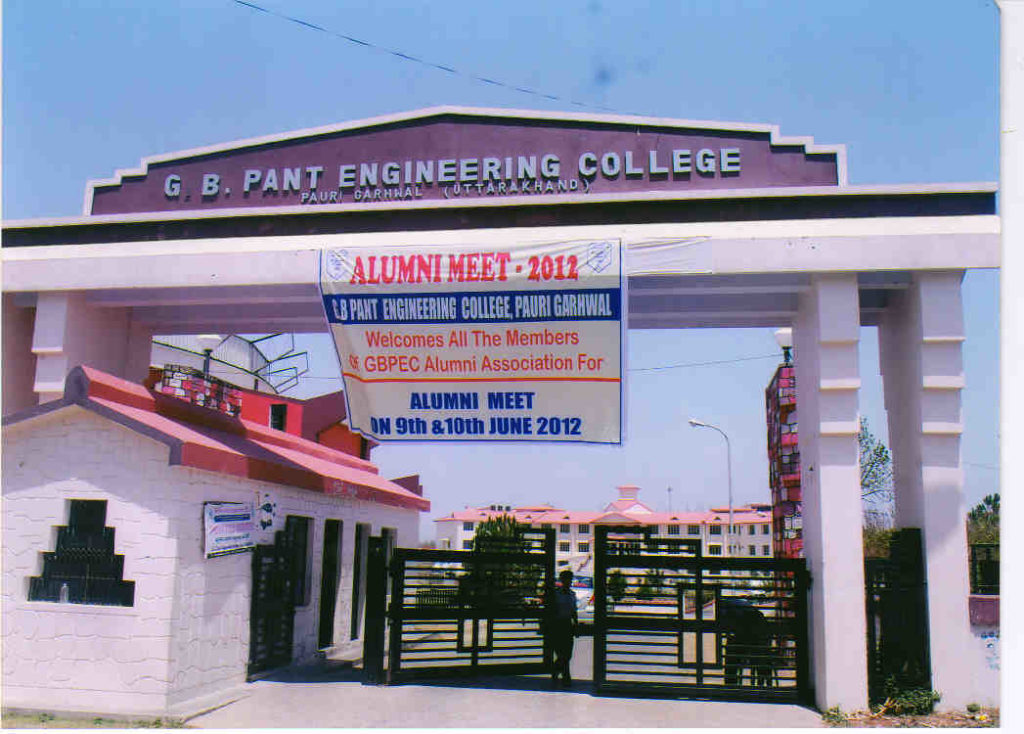 G. B. PANT ENGINEERING COLLEGE
PAURI GARHWAL (UTTARAKHAND)
ALUMNI MEET - 2012
G.B PANT ENGINEERING COLLEGE, PAURI GARHWAL
Welcomes All The Members
Of GBPEC Alumni Association For
ALUMNI MEET
ON 9th & 10th JUNE 2012